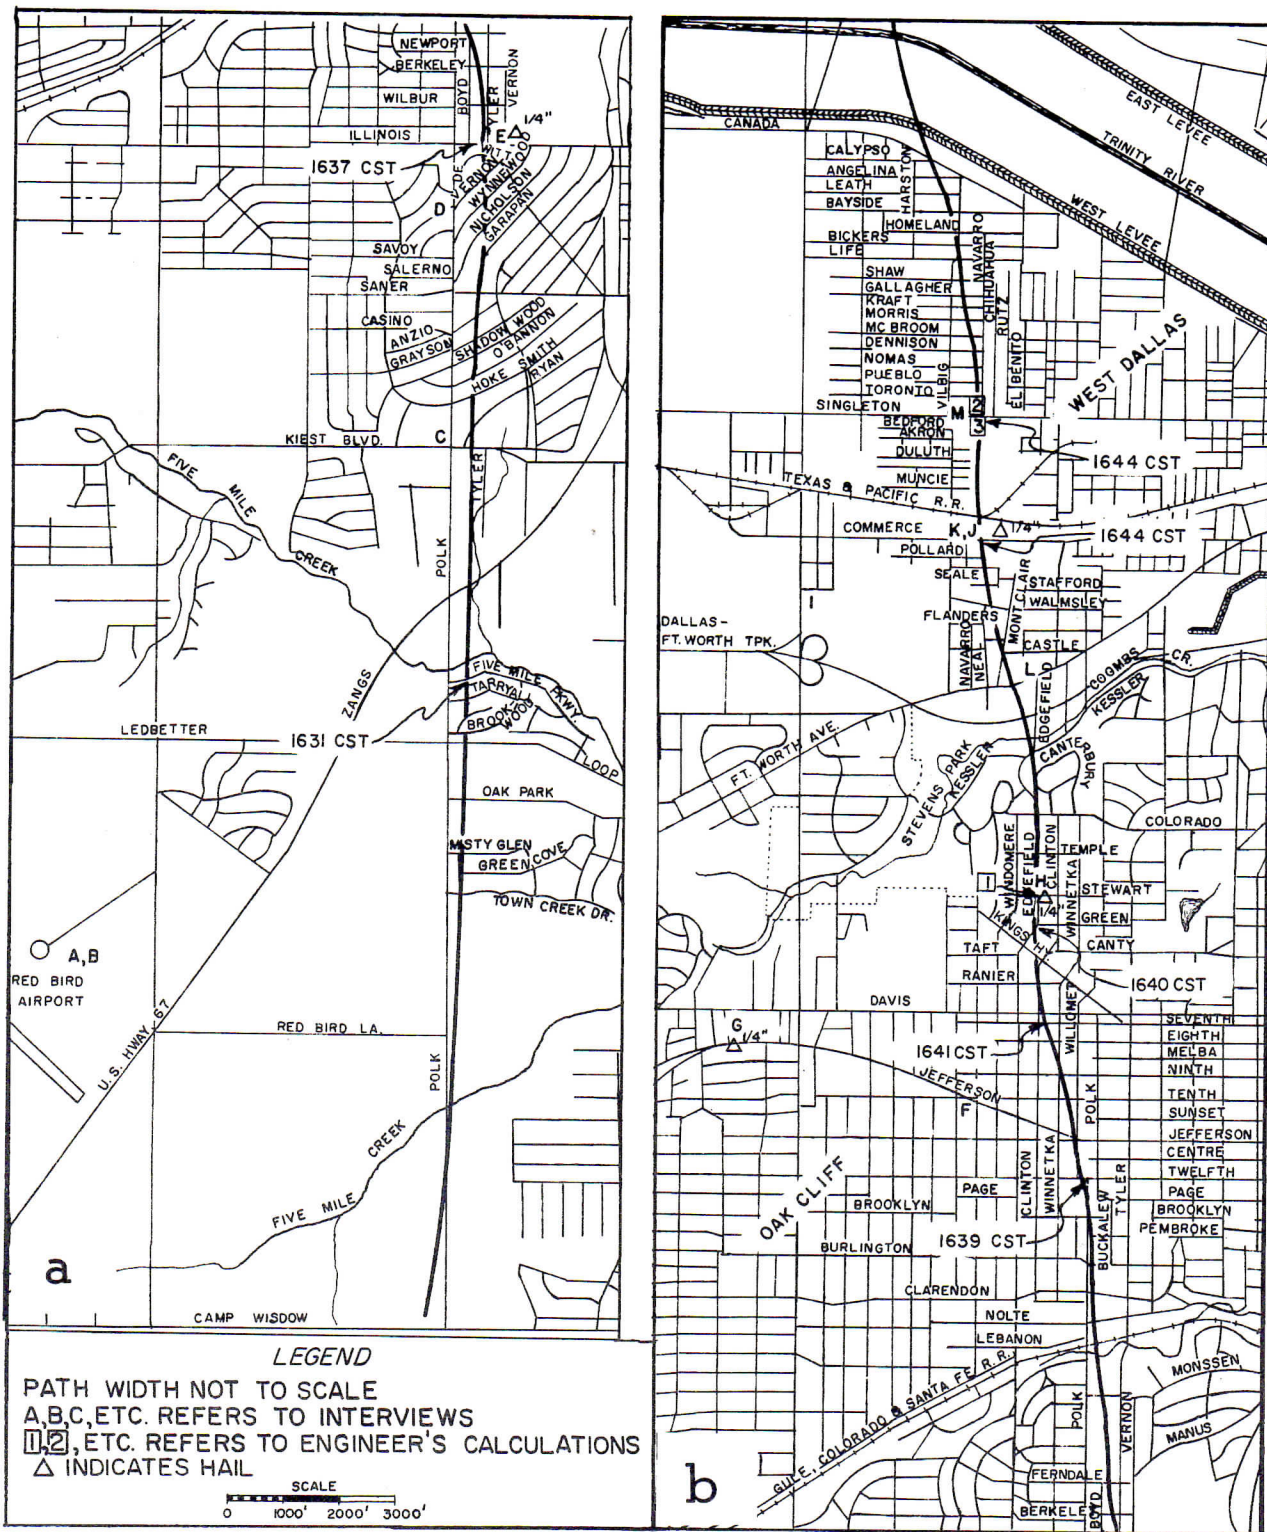 NEWPORT
BERKELEY
WILBUR
ILLINOIS
BOYD
TYLER
VERNON
E
1/4"
1637 CST
VERNON
WYNNEWOOD
NICHOLSON
GARAPAN
D
SAVOY
SALERNO
SANER
CASINO
ANZIO
GRAYSON
SHADOW WOOD
O'BANNON
HOKE SMITH
RYAN
C
KIEST BLVD.
TYLER
POLK
FIVE
MILE
CREEK
ZANGS
FIVE MILE PKWY.
TARRYALL
BROOK-
WOOD
LEDBETTER
1631 CST
LOOP
OAK PARK
MISTY GLEN
GREEN COVE
TOWN CREEK DR.
A,B
RED BIRD
AIRPORT
U.S. HWAY. 67
RED BIRD LA.
POLK
CREEK
FIVE MILE
a
CAMP WISDOW
LEGEND
PATH WIDTH NOT TO SCALE
A,B,C,ETC. REFERS TO INTERVIEWS
1,2, ETC. REFERS TO ENGINEER'S CALCULATIONS
△ INDICATES HAIL
SCALE
0 1000' 2000' 3000'
EAST LEVEE
TRINITY RIVER
WEST LEVEE
CANADA
CALYPSO
ANGELINA
LEATH
BAYSIDE
HARSTON
HOMELAND
BICKERS
LIFE
NAVARRO
CHIHUAHUA
RUTZ
EL BENITO
SHAW
GALLAGHER
KRAFT
MORRIS
MC BROOM
DENNISON
NOMAS
PUEBLO
TORONTO
VILBIG
WEST DALLAS
SINGLETON
M
2
3
BEDFORD
AKRON
DULUTH
MUNCIE
1644 CST
TEXAS & PACIFIC R.R.
COMMERCE
K,J
1/4"
1644 CST
POLLARD
SEALE
MONT CLAIR
STAFFORD
WALMSLEY
FLANDERS
I
DALLAS-
FT. WORTH TPK.
NAVARRO
NEAL
CASTLE
L
EDGEFIELD
COOMBS CR.
KESSLER
CANTERBURY
FT. WORTH AVE.
STEVENS PARK
KESSLER
COLORADO
WINDOMERE
EDGEFIELD
CLINTON
TEMPLE
H
1
WINNETKA
STEWART
1/4"
GREEN
KINGS HY
TAFT
CANTY
RANIER
1640 CST
DAVIS
WILLOMET
SEVENTH
EIGHTH
MELBA
NINTH
G
1/4"
1641 CST
JEFFERSON
F
POLK
TENTH
SUNSET
JEFFERSON
CENTRE
TWELFTH
OAK CLIFF
CLINTON
WINNETKA
PAGE
BROOKLYN
BUCKALEW
TYLER
PAGE
BROOKLYN
PEMBROKE
BURLINGTON
1639 CST
CLARENDON
NOLTE
LEBANON
GULF, COLORADO & SANTA FE R.R.
MONSSEN
MANUS
POLK
VERNON
FERNDALE
BERKELEY
BOYD
b